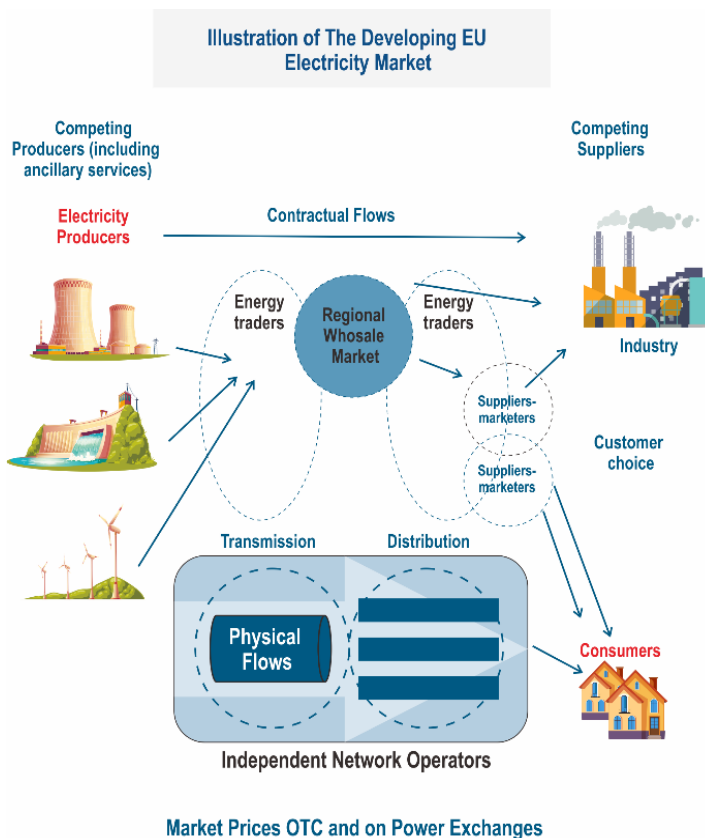 Illustration of The Developing EU
Electricity Market
Competing
Producers (including
ancillary services)
Competing
Suppliers
Electricity
Producers
Contractual Flows
Energy
traders
Regional
Whosale
Market
Energy
traders
Industry
Suppliers-
marketers
Customer
choice
Suppliers-
marketers
Transmission
Distribution
Physical
Flows
Consumers
Independent Network Operators
Market Prices OTC and on Power Exchanges